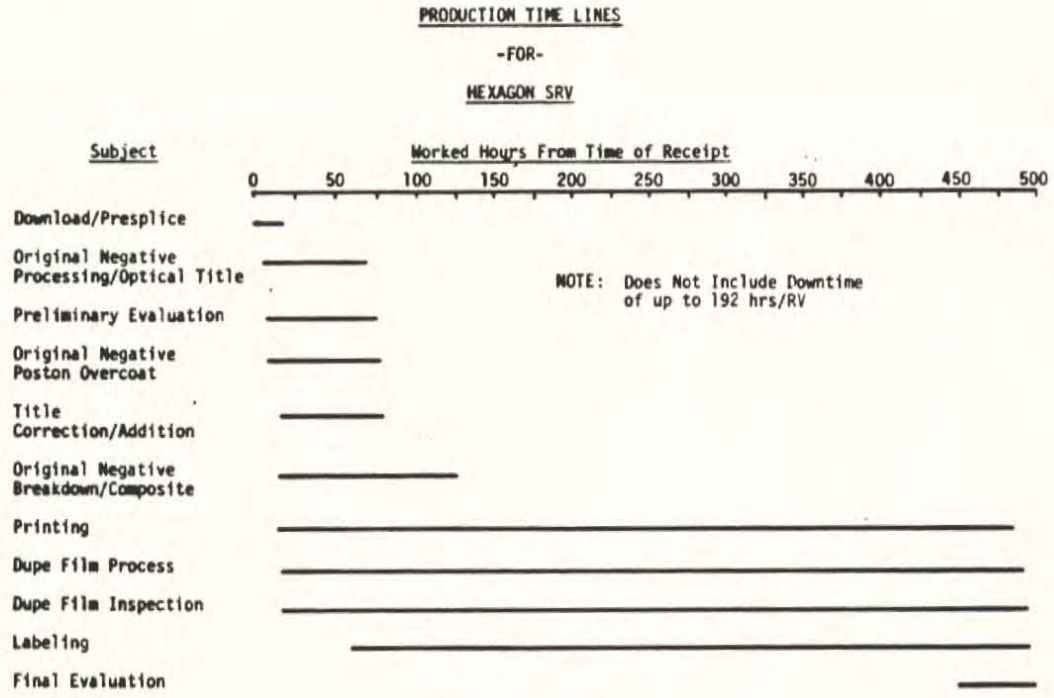 PRODUCTION TIME LINES
-FOR-
HEXAGON SRV
Subject
Worked Hours From Time of Receipt
0 50 100 150 200 250 300 350 400 450 500
Download/Presplice
Original Negative
Processing/Optical Title
NOTE: Does Not Include Downtime
of up to 192 hrs/RV
Preliminary Evaluation
Original Negative
Poston Overcoat
Title
Correction/Addition
Original Negative
Breakdown/Composite
Printing
Dupe Film Process
Dupe Film Inspection
Labeling
Final Evaluation